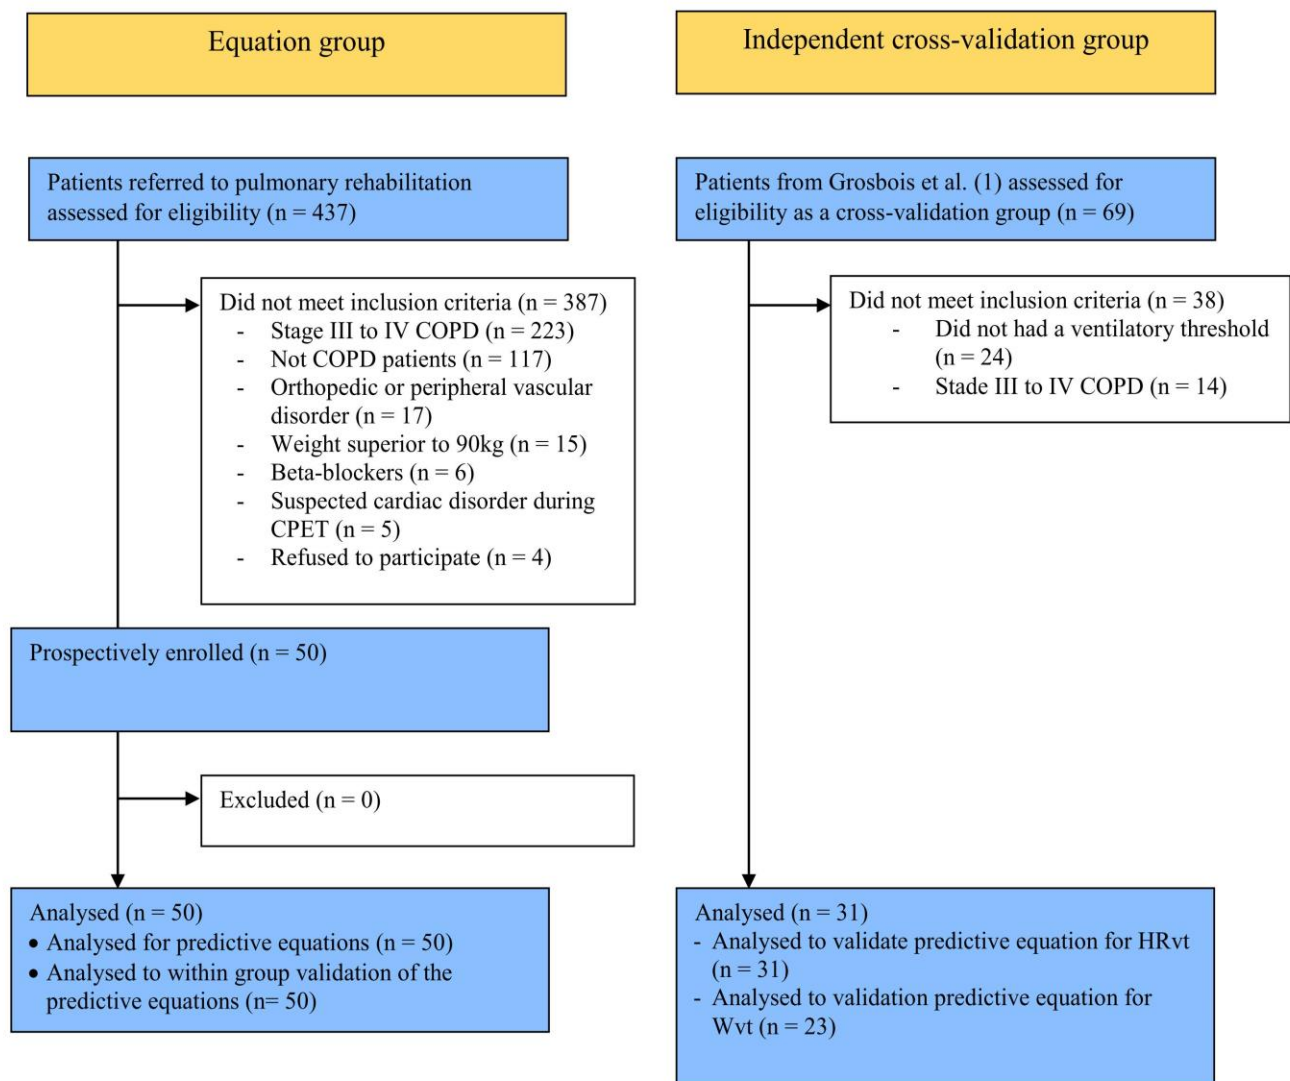 Equation group
Independent cross-validation group
Patients referred to pulmonary rehabilitation
assessed for eligibility (n = 437)
Patients from Grosbois et al. (1) assessed for
eligibility as a cross-validation group (n = 69)
Did not meet inclusion criteria (n = 387)
- Stage III to IV COPD (n = 223)
- Not COPD patients (n = 117)
- Orthopedic or peripheral vascular
disorder (n = 17)
- Weight superior to 90kg (n = 15)
- Beta-blockers (n = 6)
- Suspected cardiac disorder during
CPET (n = 5)
- Refused to participate (n = 4)
Did not meet inclusion criteria (n = 38)
- Did not had a ventilatory threshold
(n = 24)
- Stade III to IV COPD (n = 14)
Prospectively enrolled (n = 50)
Excluded (n = 0)
Analysed (n = 50)
• Analysed for predictive equations (n = 50)
• Analysed to within group validation of the
predictive equations (n= 50)
Analysed (n = 31)
- Analysed to validate predictive equation for HRvt
(n = 31)
- Analysed to validation predictive equation for
Wvt (n = 23)